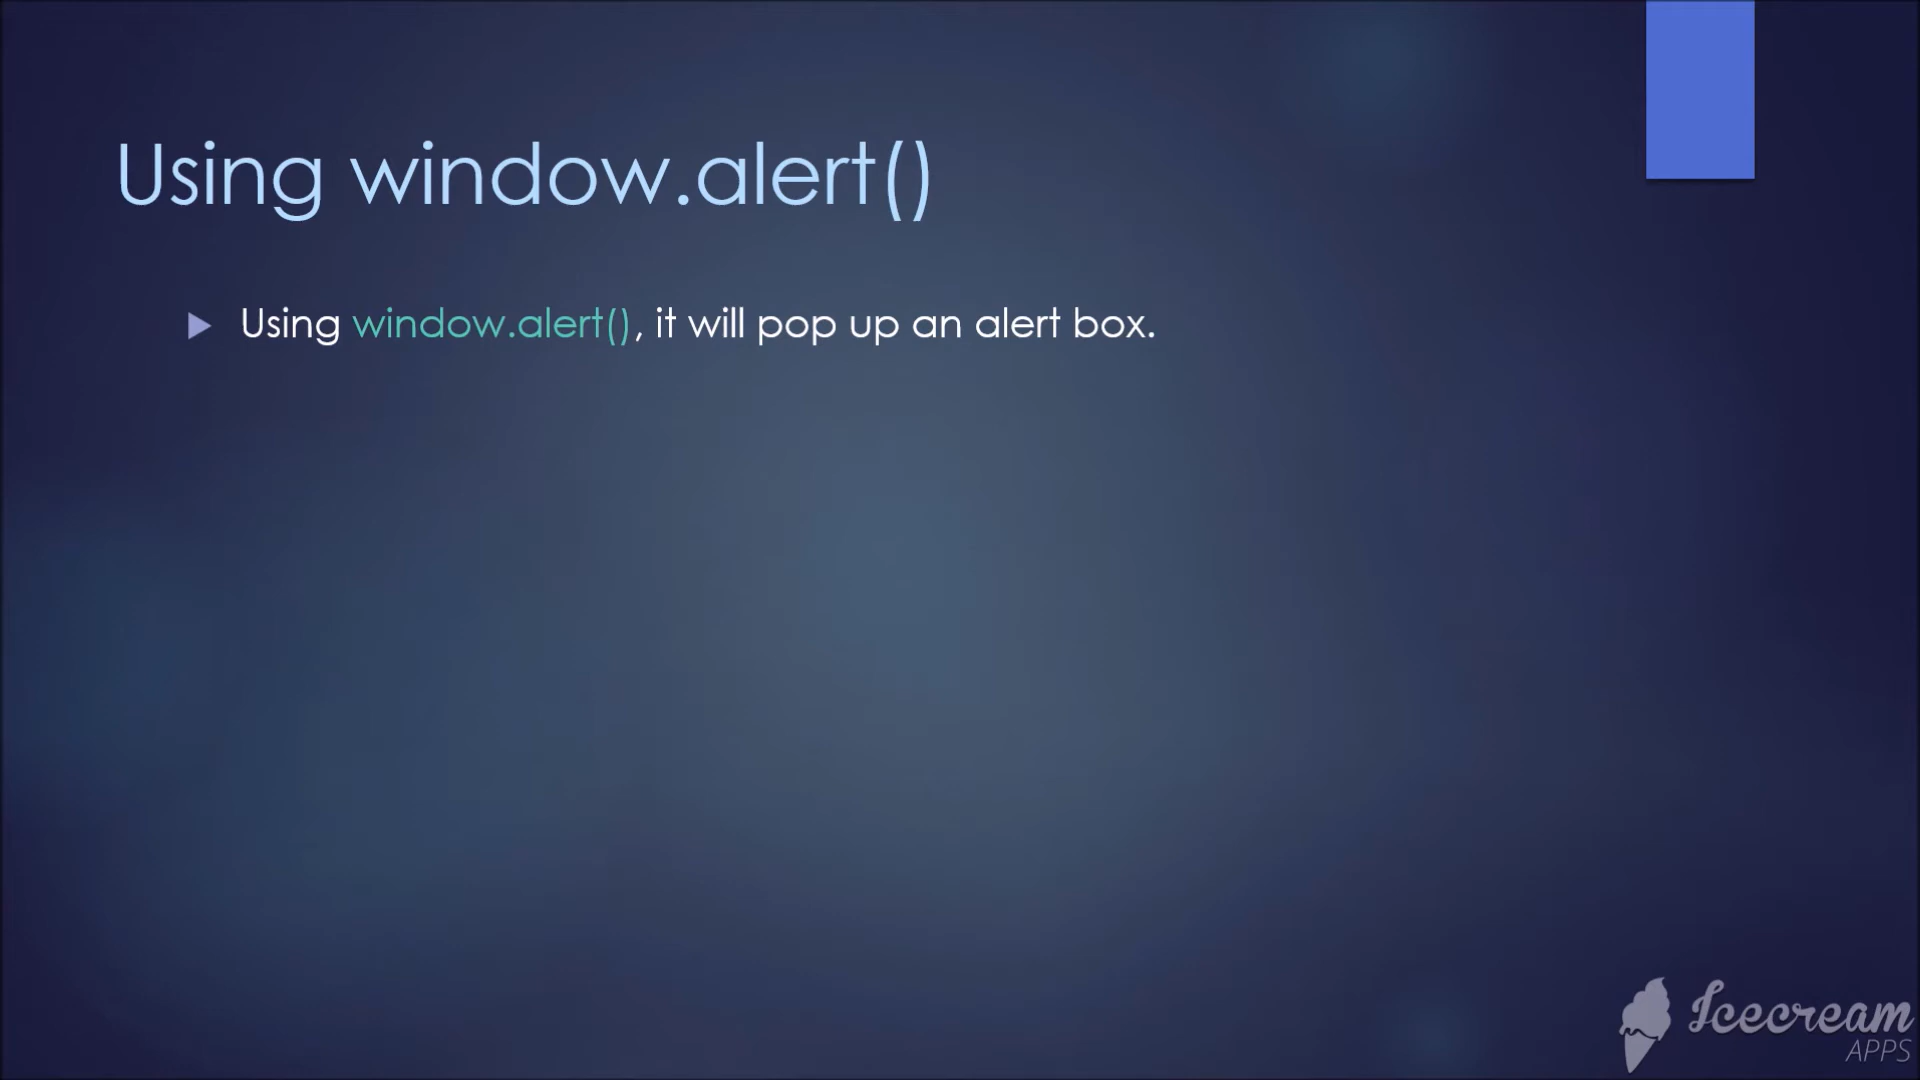 Using window.alert()
Using window.alert(), it will pop up an alert box.
Icecream
APPS